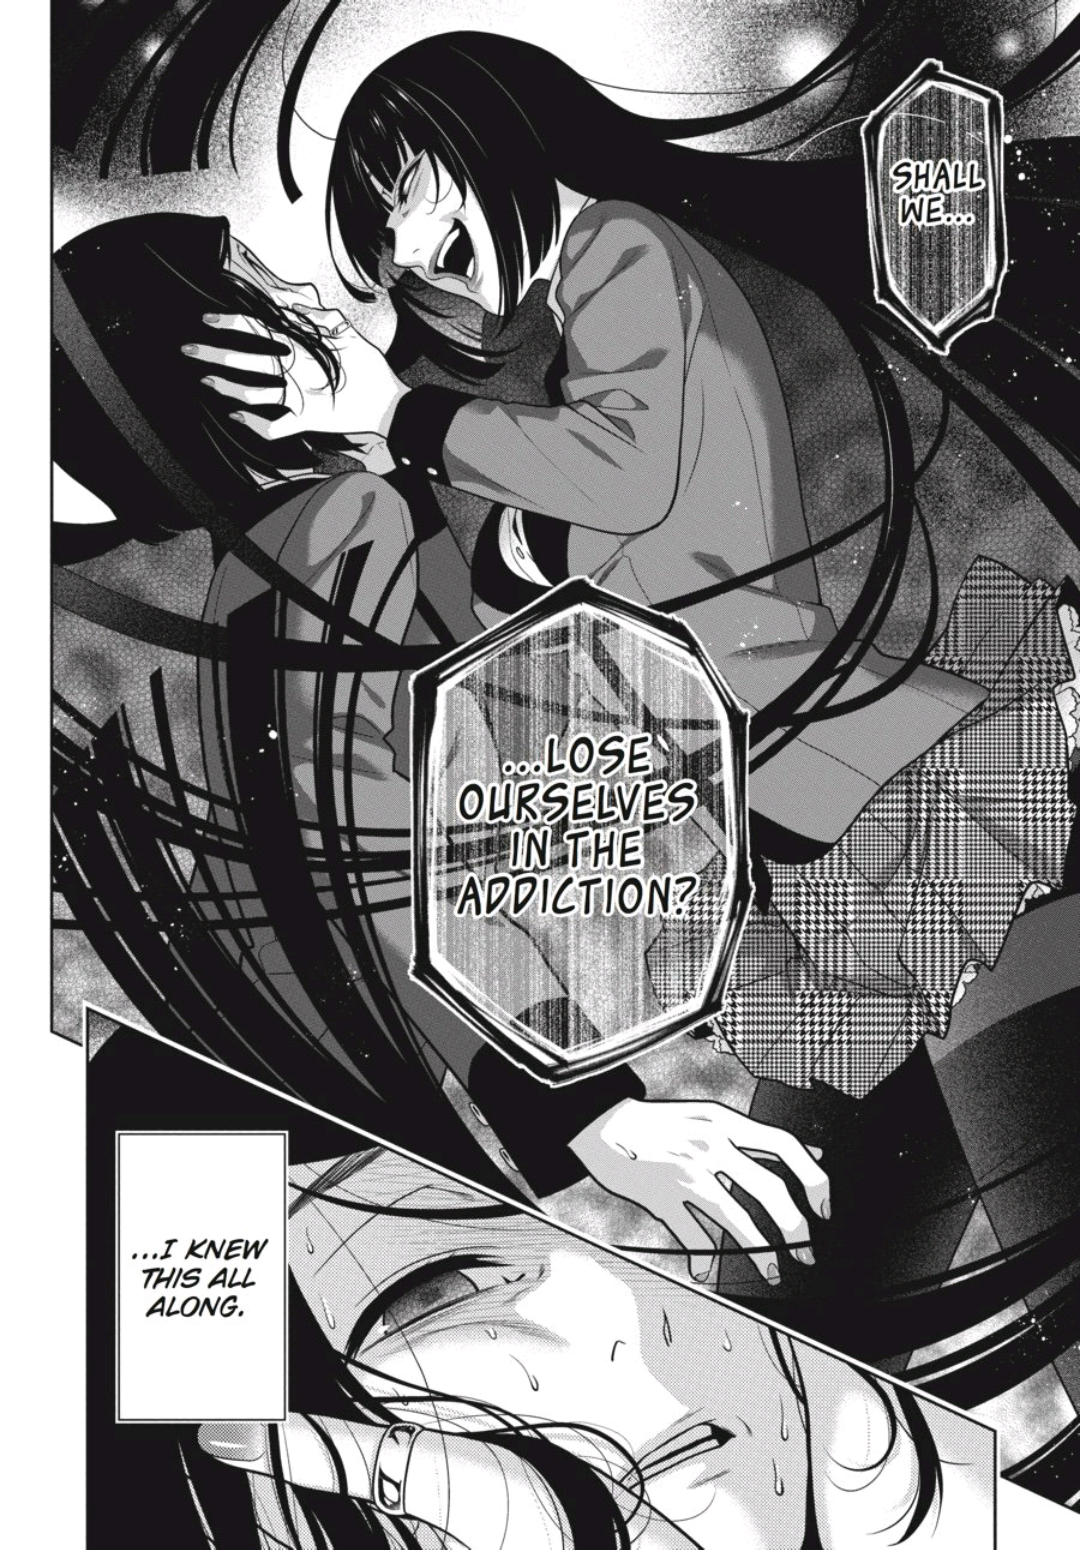 SHALL
WE...
...LOSE
OURSELVES
IN THE
ADDICTION?
...I KNEW
THIS ALL
ALONG.